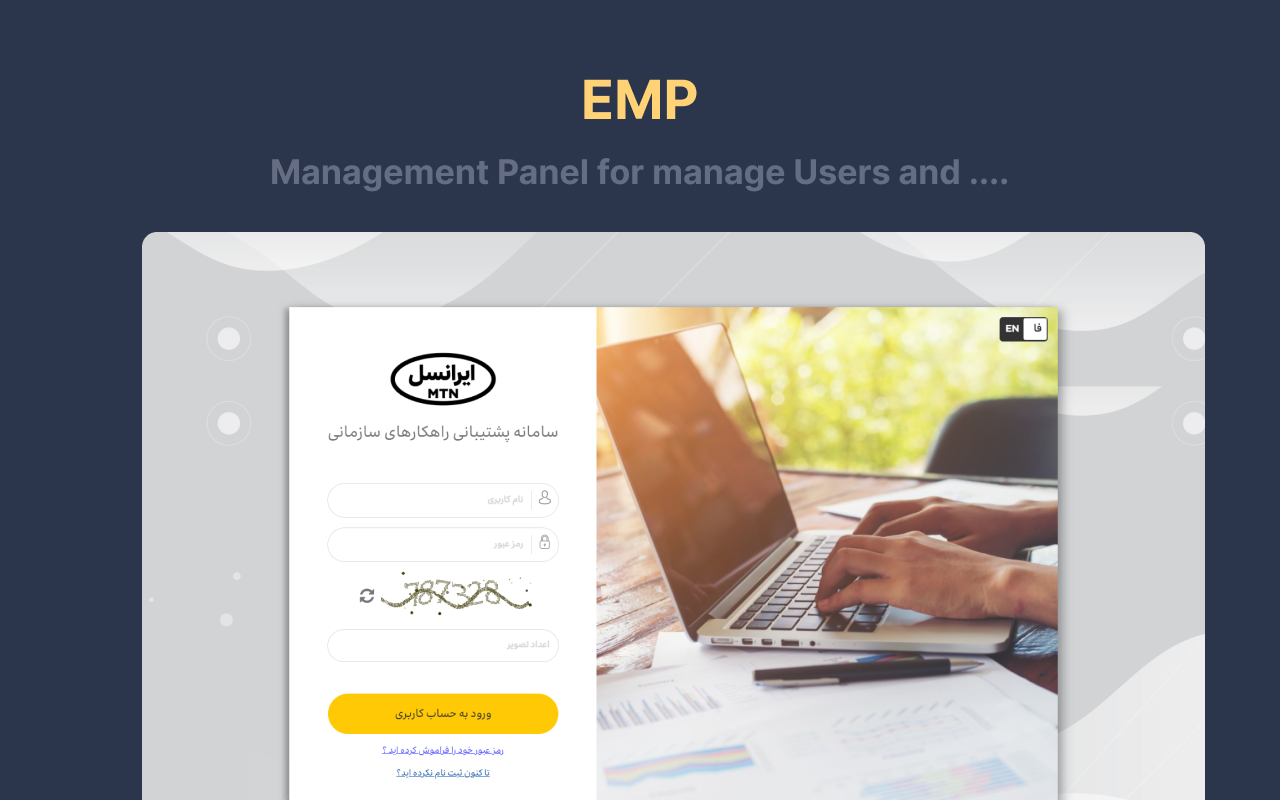 EMP
Management Panel for manage Users and ....
EN فا
ایرانسل
MTN
سامانه پشتیبانی راهکارهای سازمانی
نام کاربری
رمز عبور
787328
اعداد تصویر
ورود به حساب کاربری
رمز عبور خود را فراموش کرده اید ؟
تا کنون ثبت نام نکرده اید؟